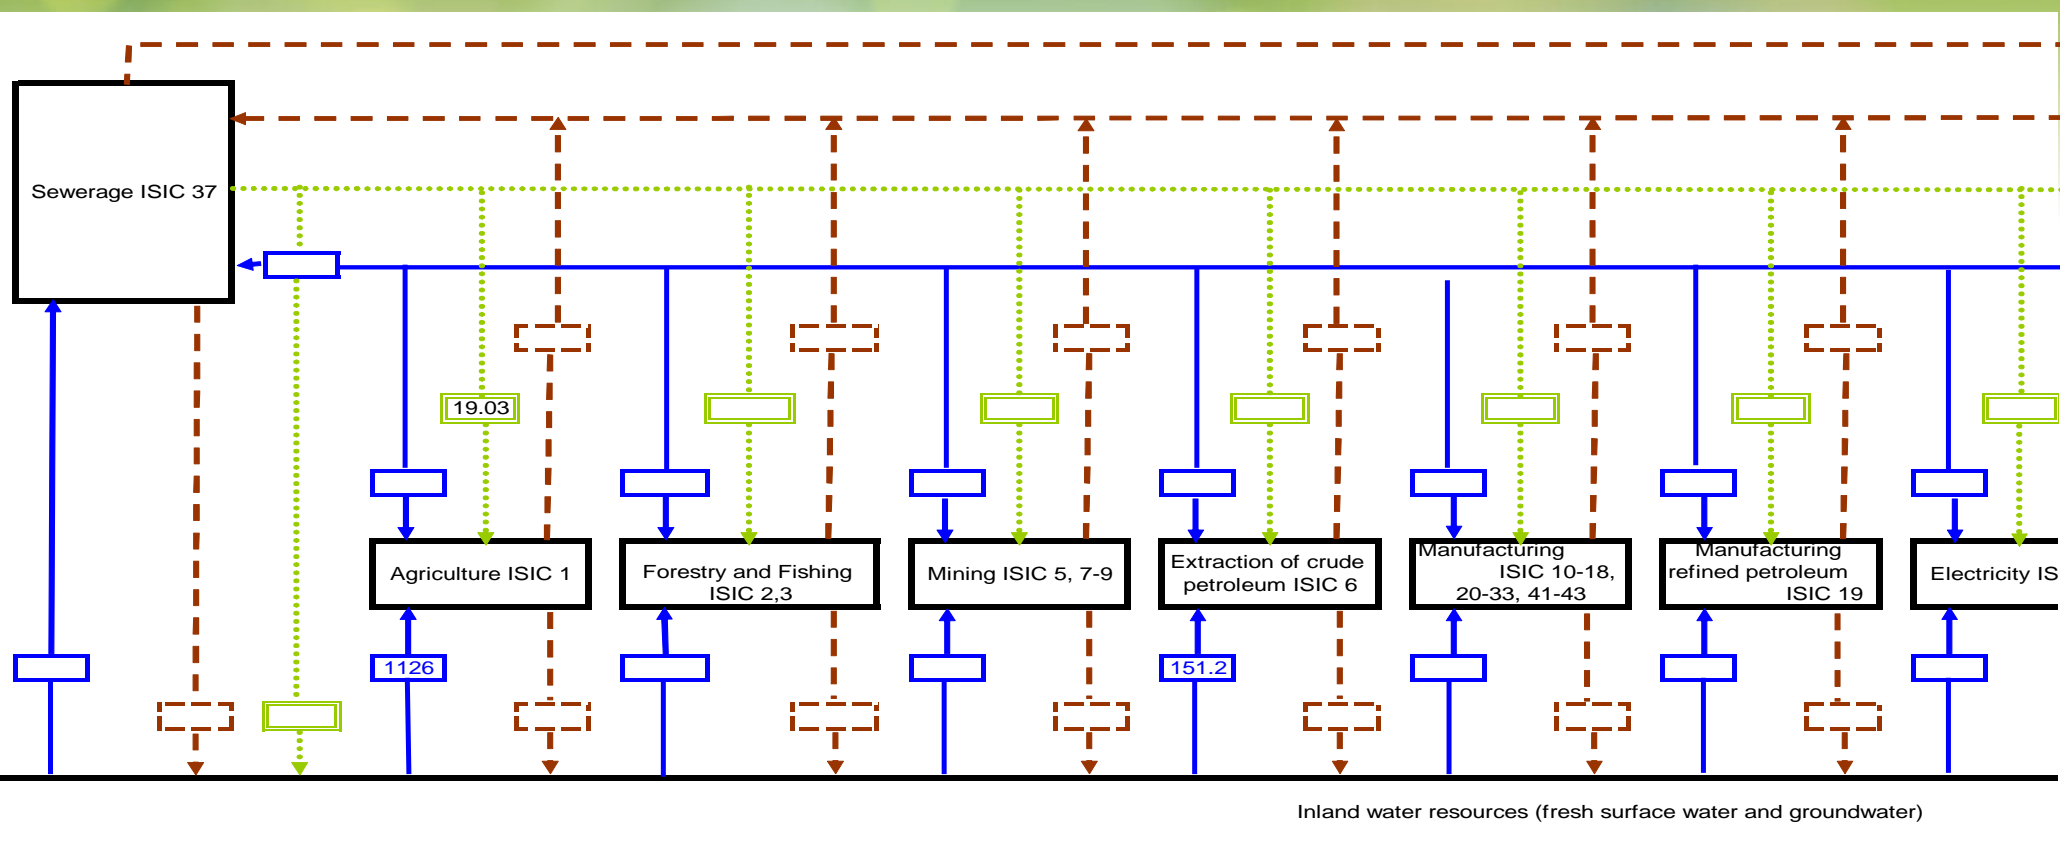 Sewerage ISIC 37
19.03
Agriculture ISIC 1
Forestry and Fishing
ISIC 2,3
Mining ISIC 5, 7-9
Extraction of crude
petroleum ISIC 6
Manufacturing
ISIC 10-18,
20-33, 41-43
Manufacturing
refined petroleum
ISIC 19
Electricity IS
1126
151.2
Inland water resources (fresh surface water and groundwater)